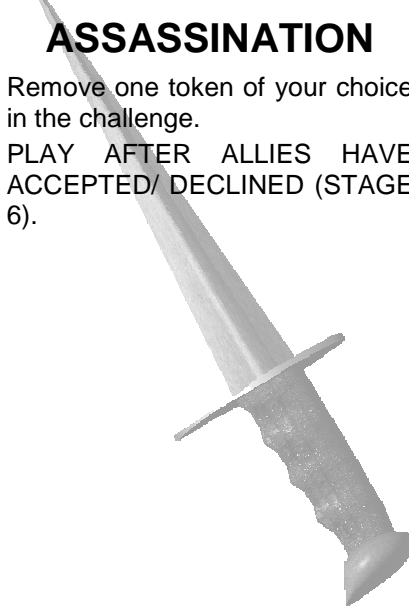 ASSASSINATION
Remove one token of your choice
in the challenge.
PLAY AFTER ALLIES HAVE
ACCEPTED/ DECLINED (STAGE
6).